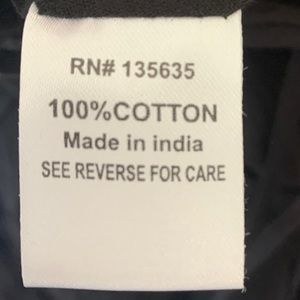 RN# 135635
100%COTTON
Made in india
SEE REVERSE FOR CARE